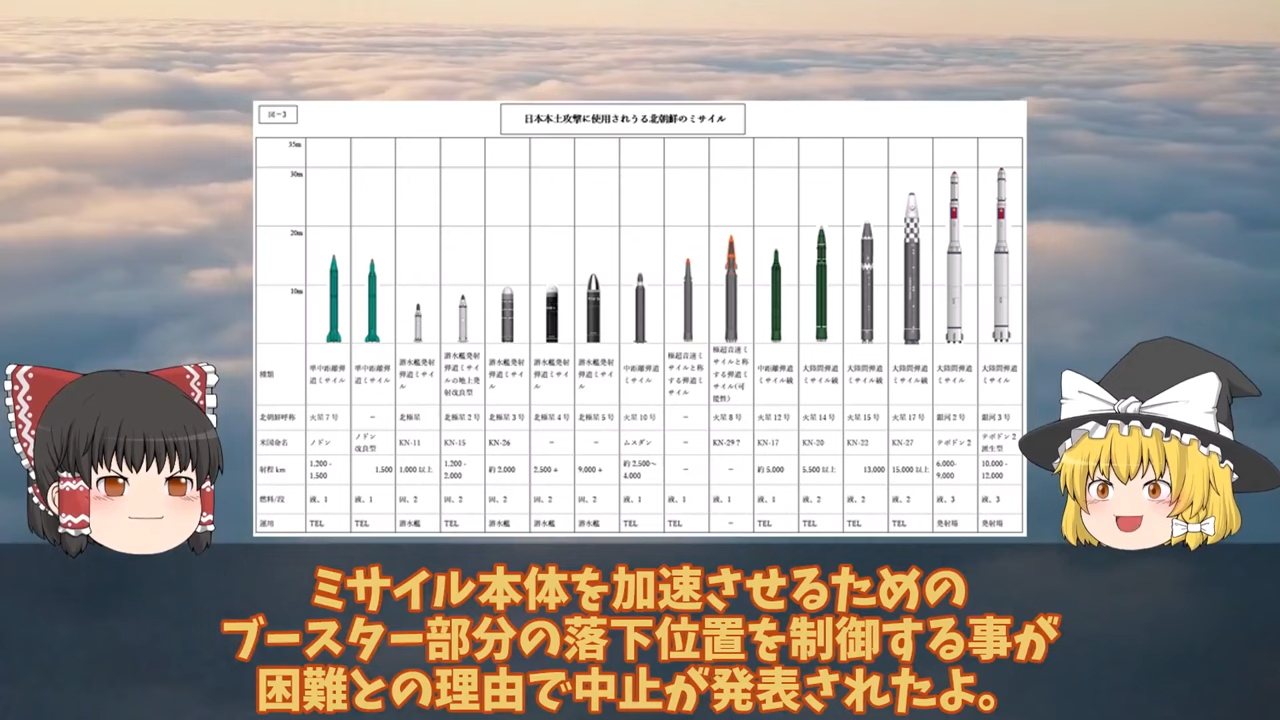 図-3
日本本土攻撃に使用されうる北朝鮮のミサイル
35m
30m
20m
10m
種類
準中距離弾道ミサイル
準中距離弾道ミサイル
潜水艦発射弾道ミサイル
潜水艦発射弾道ミサイルの地上発射改良型
潜水艦発射弾道ミサイル
潜水艦発射弾道ミサイル
潜水艦発射弾道ミサイル
中距離弾道ミサイル
極超音速ミサイルと称する弾道ミサイル
極超音速ミサイルと称する弾道ミサイル(可能性)
中距離弾道ミサイル級
大陸間弾道ミサイル級
大陸間弾道ミサイル級
大陸間弾道ミサイル級
大陸間弾道ミサイル
大陸間弾道ミサイル
北朝鮮呼称 火星7号 － 北極星 北極星2号 北極星3号 北極星4号 北極星5号 火星10号 － 火星8号 火星12号 火星14号 火星15号 火星17号 銀河2号 銀河3号
米国命名 ノドン ノドン改良型 KN-11 KN-15 KN-26 － － ムスダン － KN-29? KN-17 KN-20 KN-22 KN-27 テポドン2 テポドン2派生型
射程km 1,200-1,500 1,500 1,000以上 1,200-2,000 約2,000 2,500+ 9,000+ 約2,500~4,000 － － 約5,000 5,500以上 13,000 15,000以上 6,000-9,000 10,000-12,000
燃料/段 液、1 液、1 固、2 固、2 固、2 固、2 固、2 液、1 液、1 液、1 液、1 液、2 液、2 液、2 液、3 液、3
運用 TEL TEL 潜水艦 TEL 潜水艦 潜水艦 潜水艦 TEL TEL － TEL TEL TEL TEL 発射場 発射場
ミサイル本体を加速させるための
ブースター部分の落下位置を制御する事が
困難との理由で中止が発表されたよ。